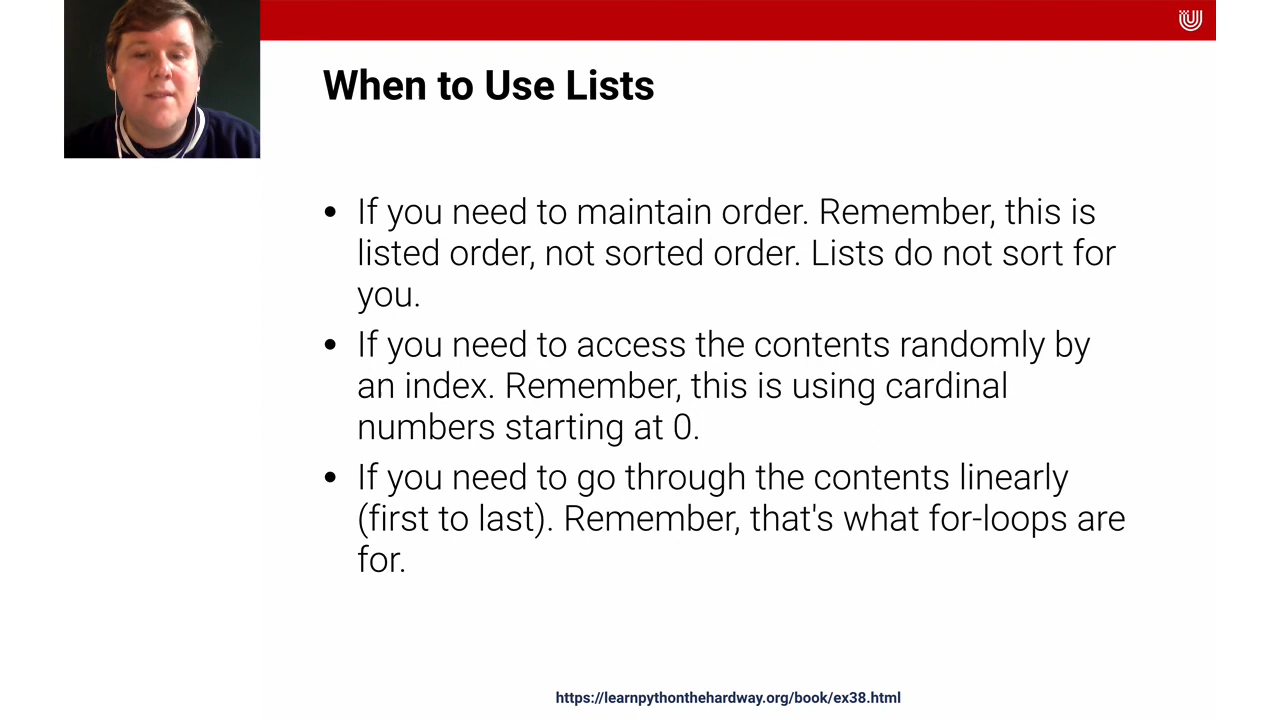 When to Use Lists
• If you need to maintain order. Remember, this is
listed order, not sorted order. Lists do not sort for
you.
• If you need to access the contents randomly by
an index. Remember, this is using cardinal
numbers starting at 0.
• If you need to go through the contents linearly
(first to last). Remember, that's what for-loops are
for.
https://learnpythonthehardway.org/book/ex38.html